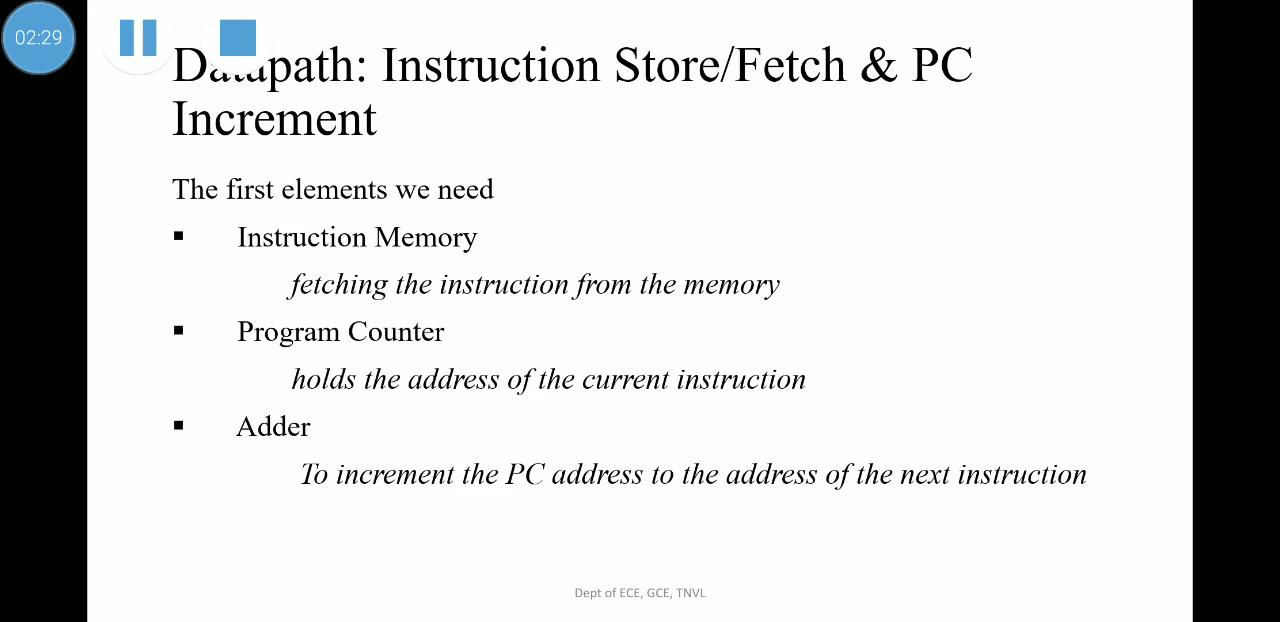 02:29
Datapath: Instruction Store/Fetch & PC
Increment
The first elements we need
▪ Instruction Memory
fetching the instruction from the memory
▪ Program Counter
holds the address of the current instruction
▪ Adder
To increment the PC address to the address of the next instruction
Dept of ECE, GCE, TNVL